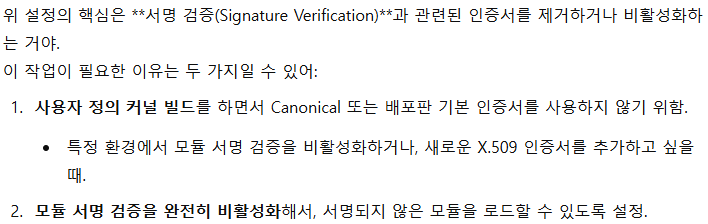 위 설정의 핵심은 **서명 검증(Signature Verification)**과 관련된 인증서를 제거하거나 비활성화하
는 거야.
이 작업이 필요한 이유는 두 가지일 수 있어:
1. 사용자 정의 커널 빌드를 하면서 Canonical 또는 배포판 기본 인증서를 사용하지 않기 위함.
• 특정 환경에서 모듈 서명 검증을 비활성화하거나, 새로운 X.509 인증서를 추가하고 싶을
때.
2. 모듈 서명 검증을 완전히 비활성화해서, 서명되지 않은 모듈을 로드할 수 있도록 설정.